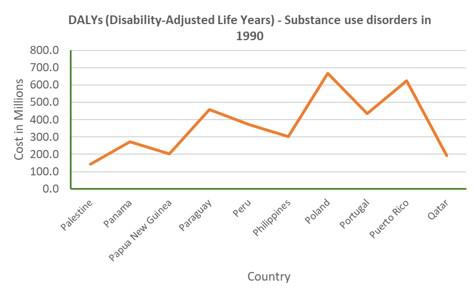 DALYs (Disability-Adjusted Life Years) - Substance use disorders in
1990
Cost in Millions
800.0
700.0
600.0
500.0
400.0
300.0
200.0
100.0
0.0
Palestine
Panama
Papua New Guinea
Paraguay
Peru
Philippines
Poland
Portugal
Puerto Rico
Qatar
Country